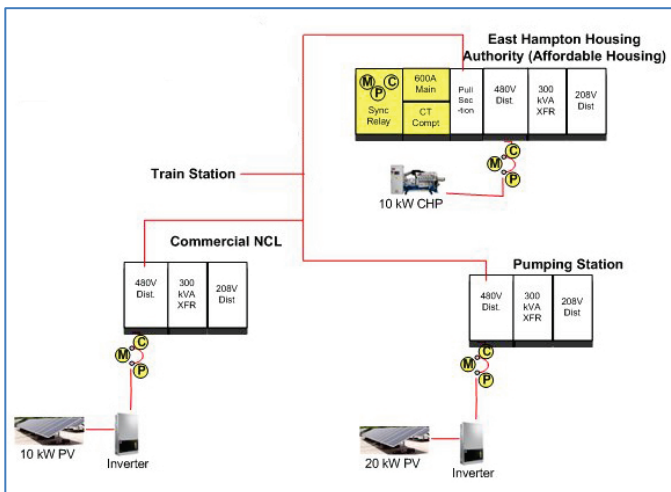 East Hampton Housing
Authority (Affordable Housing)
M
P
C
Sync
Relay
600A
Main
CT
Compt
Pull
Sec
-tion
480V
Dist.
300
kVA
XFR
208V
Dist
C
M
P
10 kW CHP
Train Station
Commercial NCL
480V
Dist.
300
kVA
XFR
208V
Dist
C
M
P
10 kW PV
Inverter
Pumping Station
480V
Dist.
300
kVA
XFR
208V
Dist
C
M
P
20 kW PV
Inverter